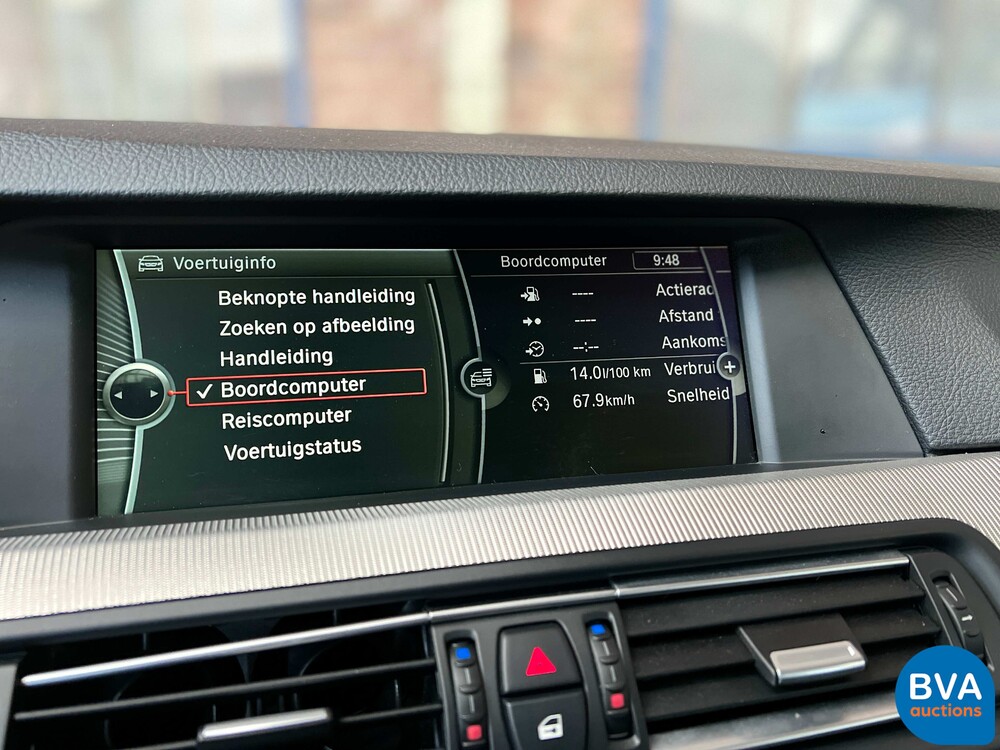 Voertuiginfo
Beknopte handleiding
Zoeken op afbeelding
Handleiding
Boordcomputer
Reiscomputer
Voertuigstatus
Boordcomputer 9:48
---- Actierad
---- Afstand
--:-- Aankoms
14.0l/100 km Verbrui
67.9km/h Snelheid
BVA
auctions